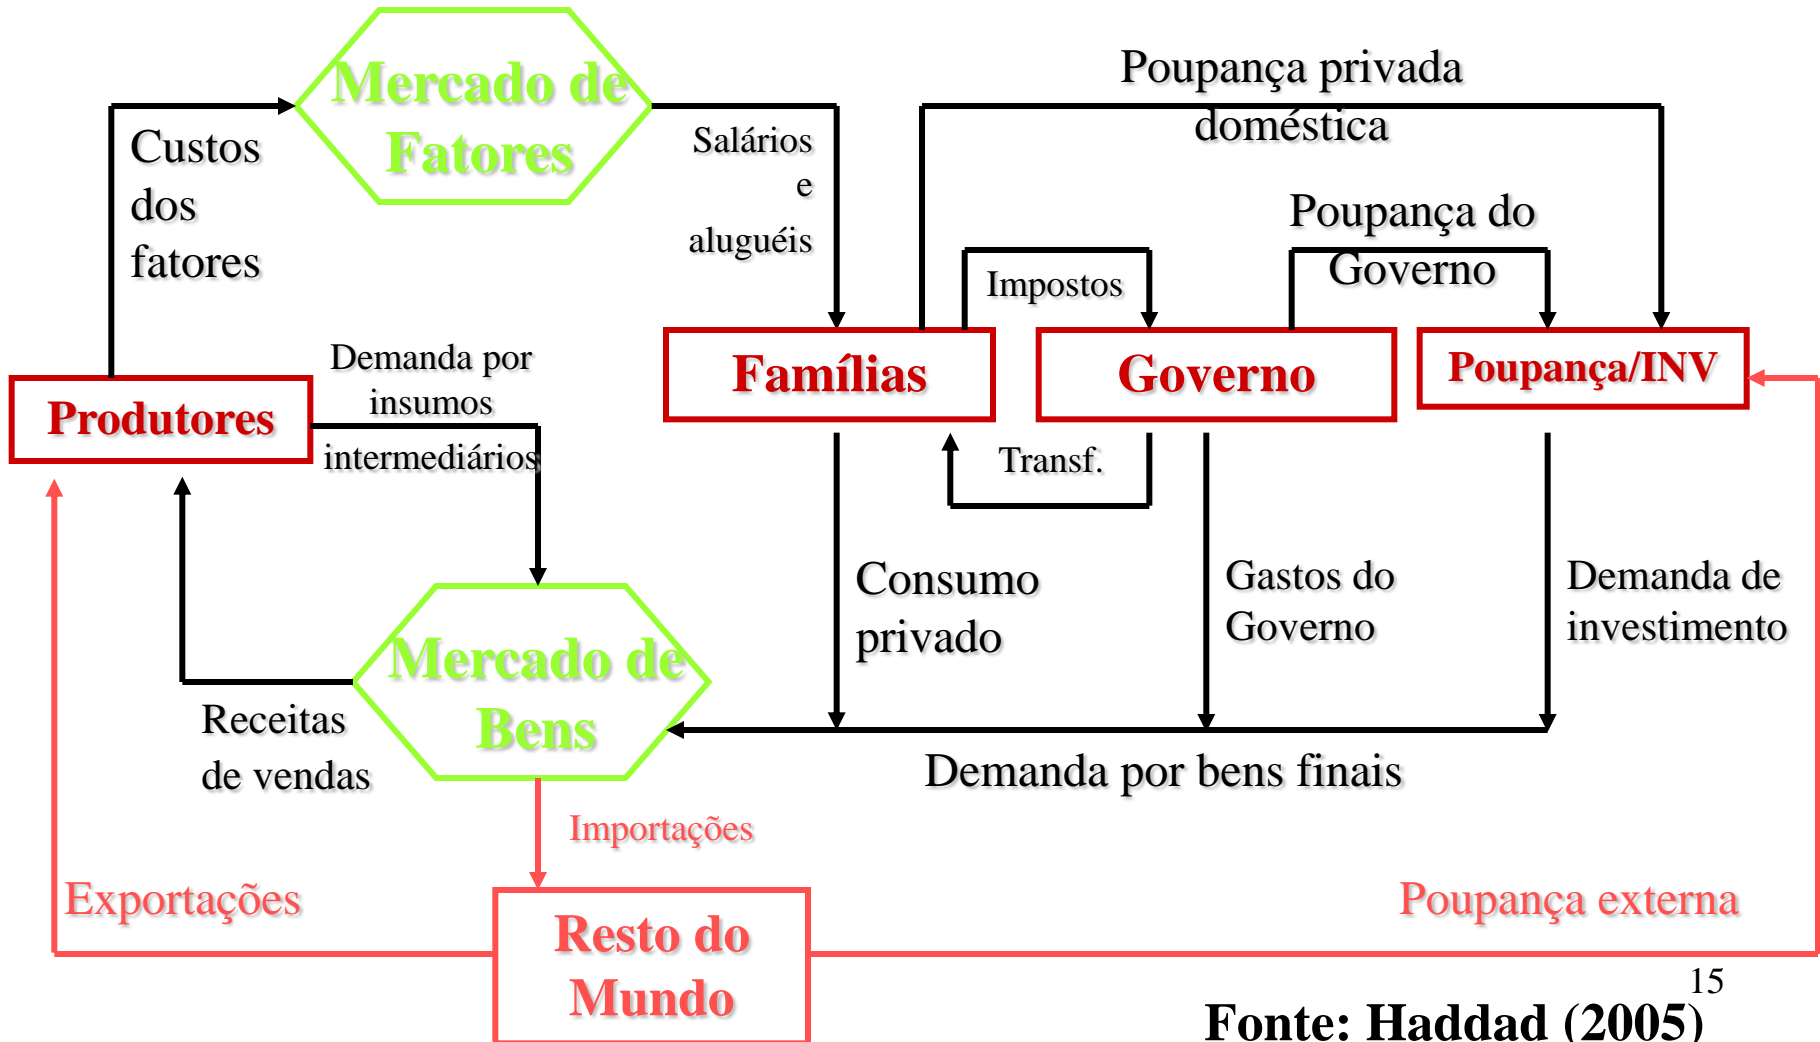 Mercado de
Fatores
Custos
dos
fatores
Salários
e
aluguéis
Poupança privada
doméstica
Poupança do
Governo
Impostos
Famílias
Governo
Poupança/INV
Produtores
Demanda por
insumos
intermediários
Transf.
Consumo
privado
Gastos do
Governo
Demanda de
investimento
Mercado de
Bens
Receitas
de vendas
Demanda por bens finais
Importações
Exportações
Resto do
Mundo
Poupança externa
15
Fonte: Haddad (2005)